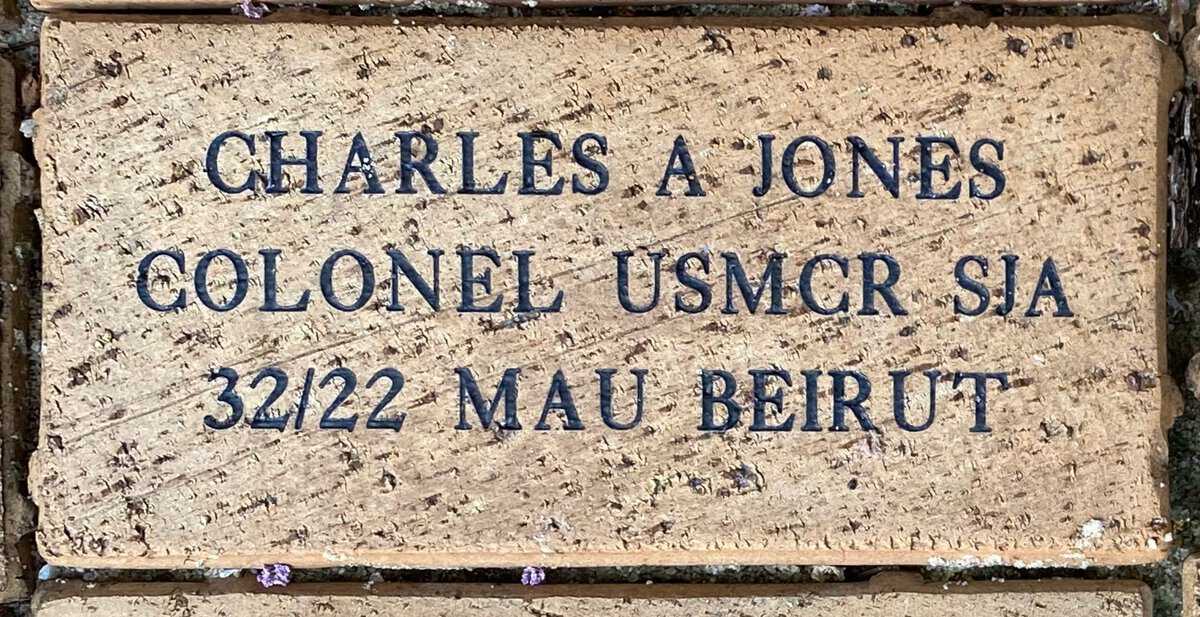 CHARLES A JONES
COLONEL USMCR SJA
32/22 MAU BEIRUT